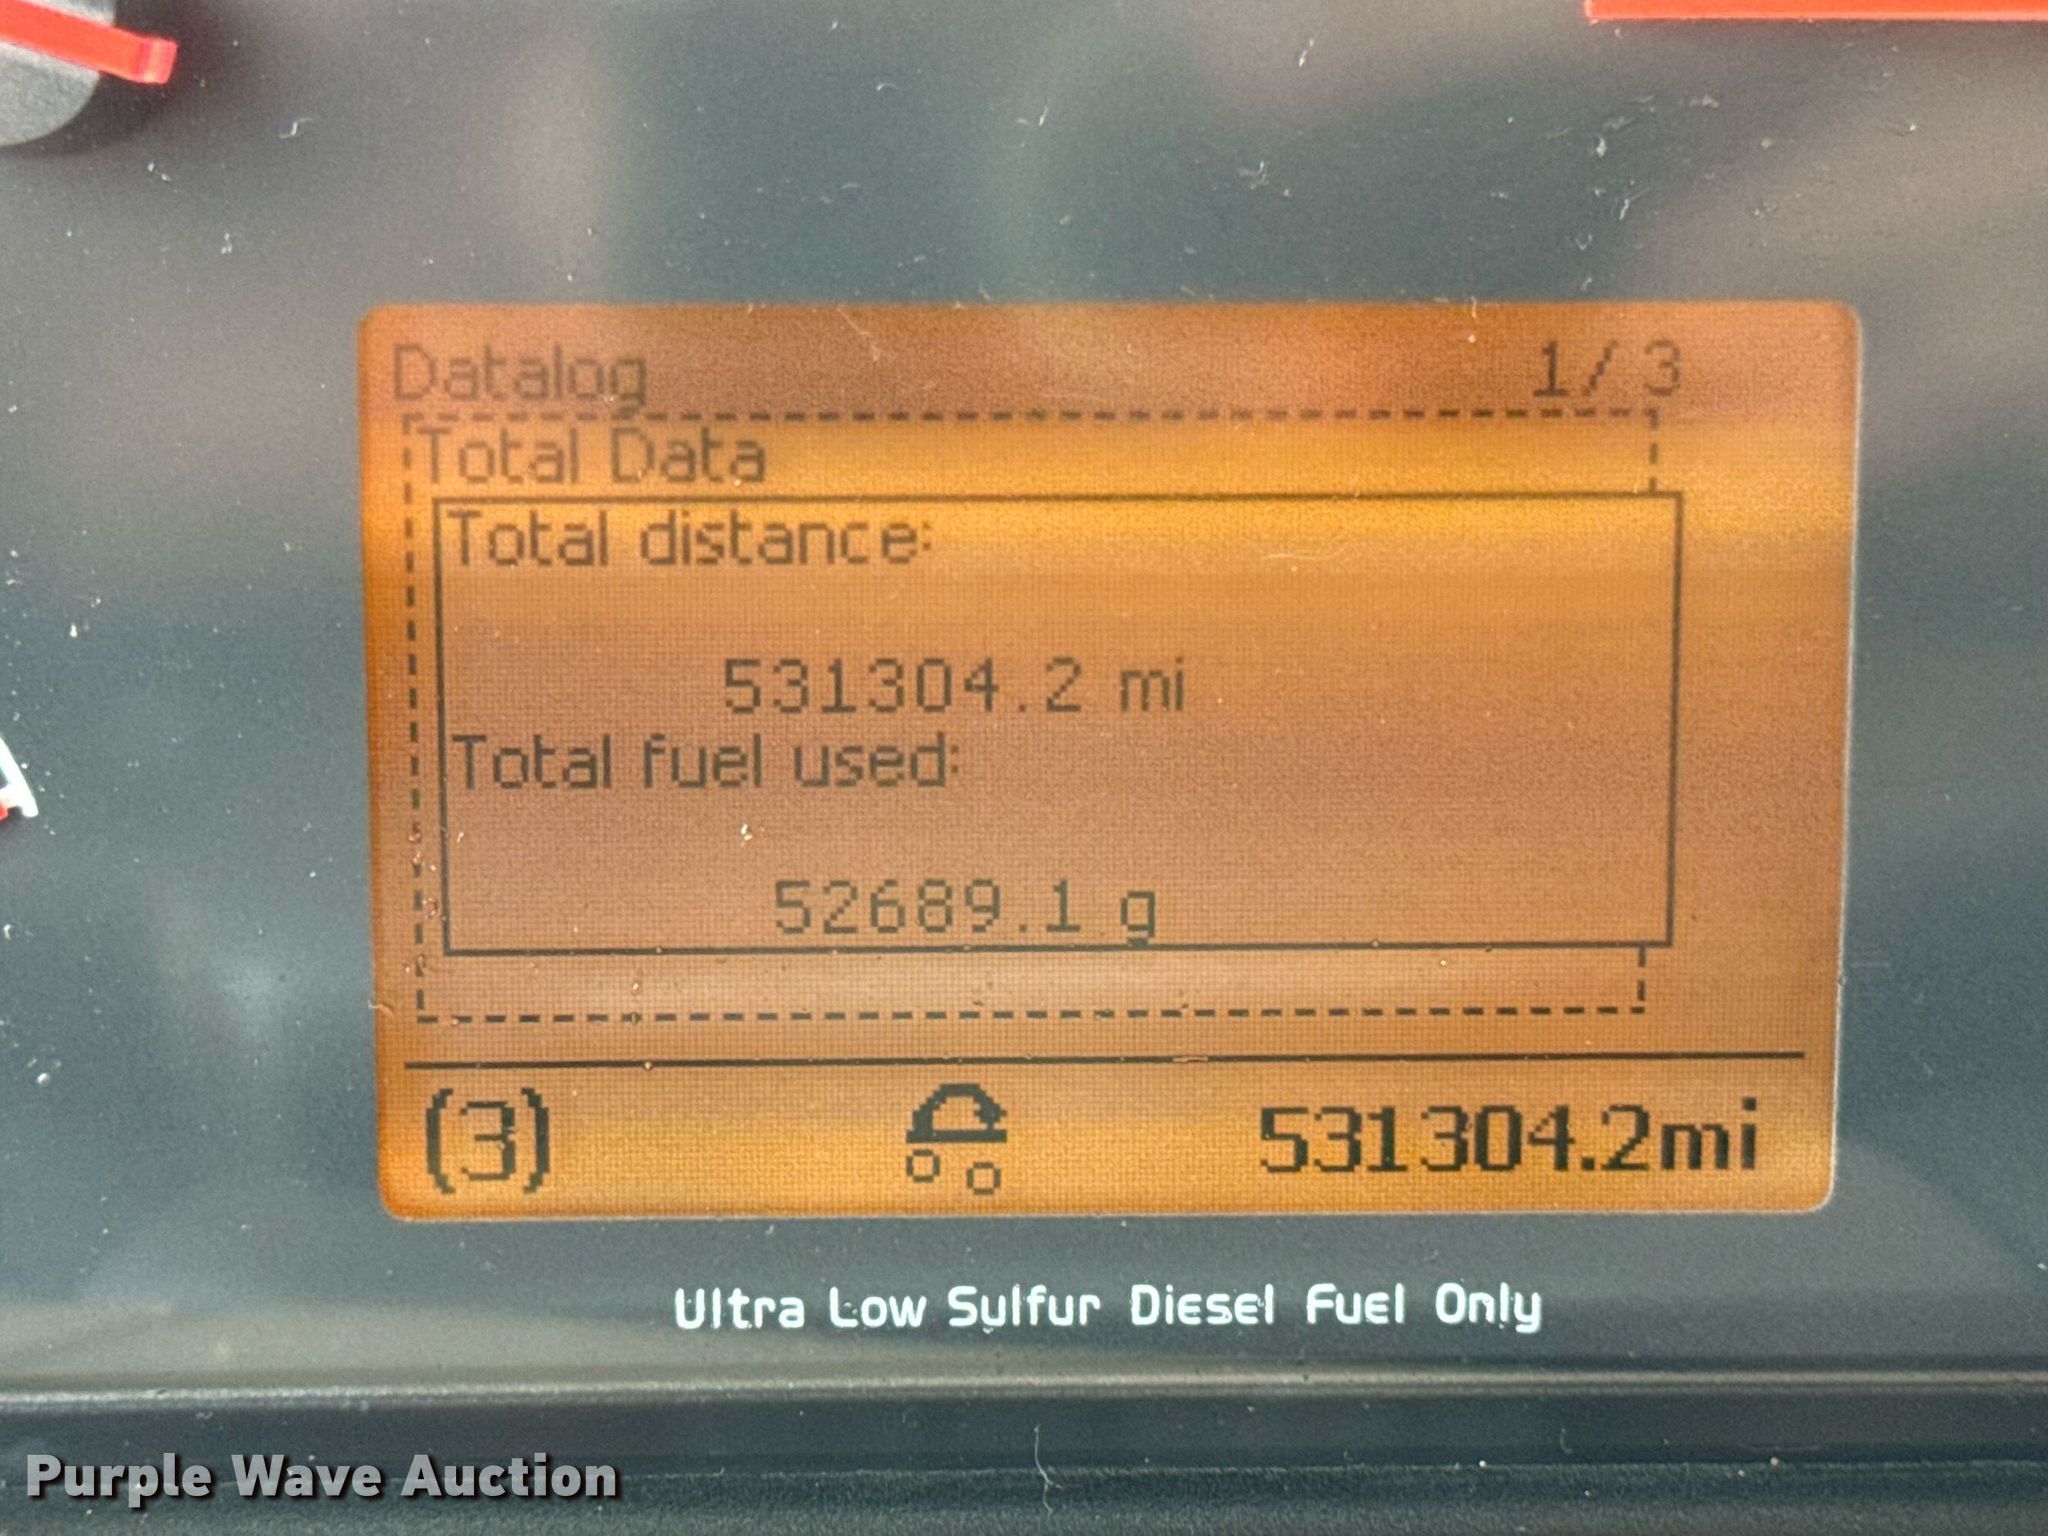 Datalog 1/3
Total Data
Total distance:
531304.2 mi
Total fuel used:
52689.1 g
(3) 531304.2mi
Ultra Low Sulfur Diesel Fuel Only
Purple Wave Auction